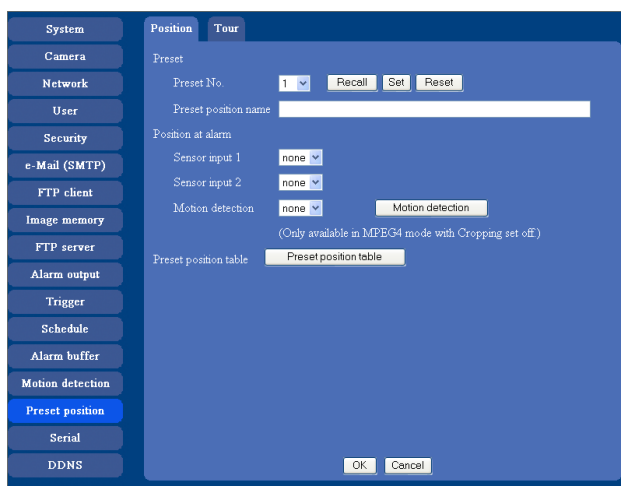 System
Camera
Network
User
Security
e-Mail (SMTP)
FTP client
Image memory
FTP server
Alarm output
Trigger
Schedule
Alarm buffer
Motion detection
Preset position
Serial
DDNS
Position Tour
Preset
Preset No. 1 Recall Set Reset
Preset position name
Position at alarm
Sensor input 1 none
Sensor input 2 none
Motion detection none Motion detection
(Only available in MPEG4 mode with Cropping set off.)
Preset position table Preset position table
OK Cancel